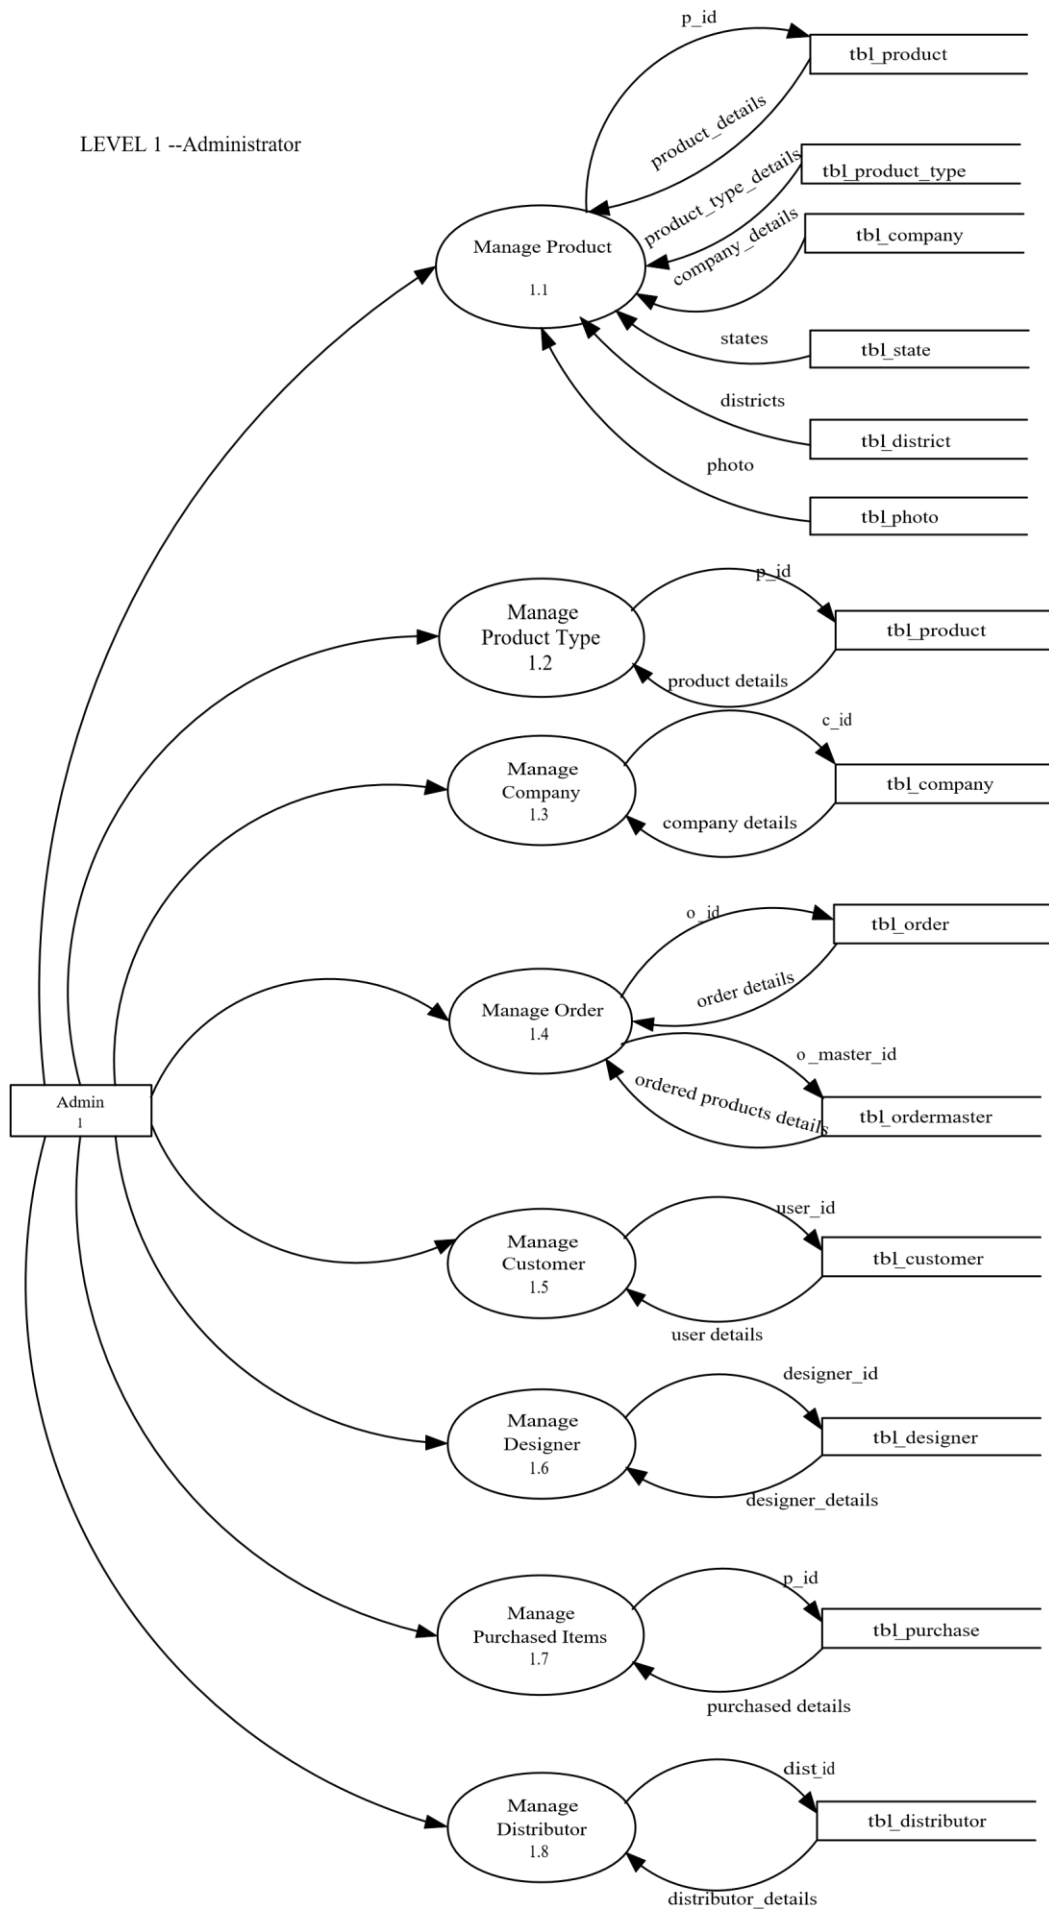 p_id
tbl_product
LEVEL 1 --Administrator
product_details
product_type_details
tbl_product_type
company_details
tbl_company
Manage Product
1.1
states
tbl_state
districts
tbl_district
photo
tbl_photo
p_id
Manage
Product Type
1.2
tbl_product
product details
c_id
Manage
Company
1.3
tbl_company
company details
o_id
tbl_order
order details
Manage Order
1.4
o_master_id
ordered products details
tbl_ordermaster
Admin
1
user_id
Manage
Customer
1.5
tbl_customer
user details
designer_id
Manage
Designer
1.6
tbl_designer
designer_details
p_id
Manage
Purchased Items
1.7
tbl_purchase
purchased details
dist_id
Manage
Distributor
1.8
tbl_distributor
distributor_details